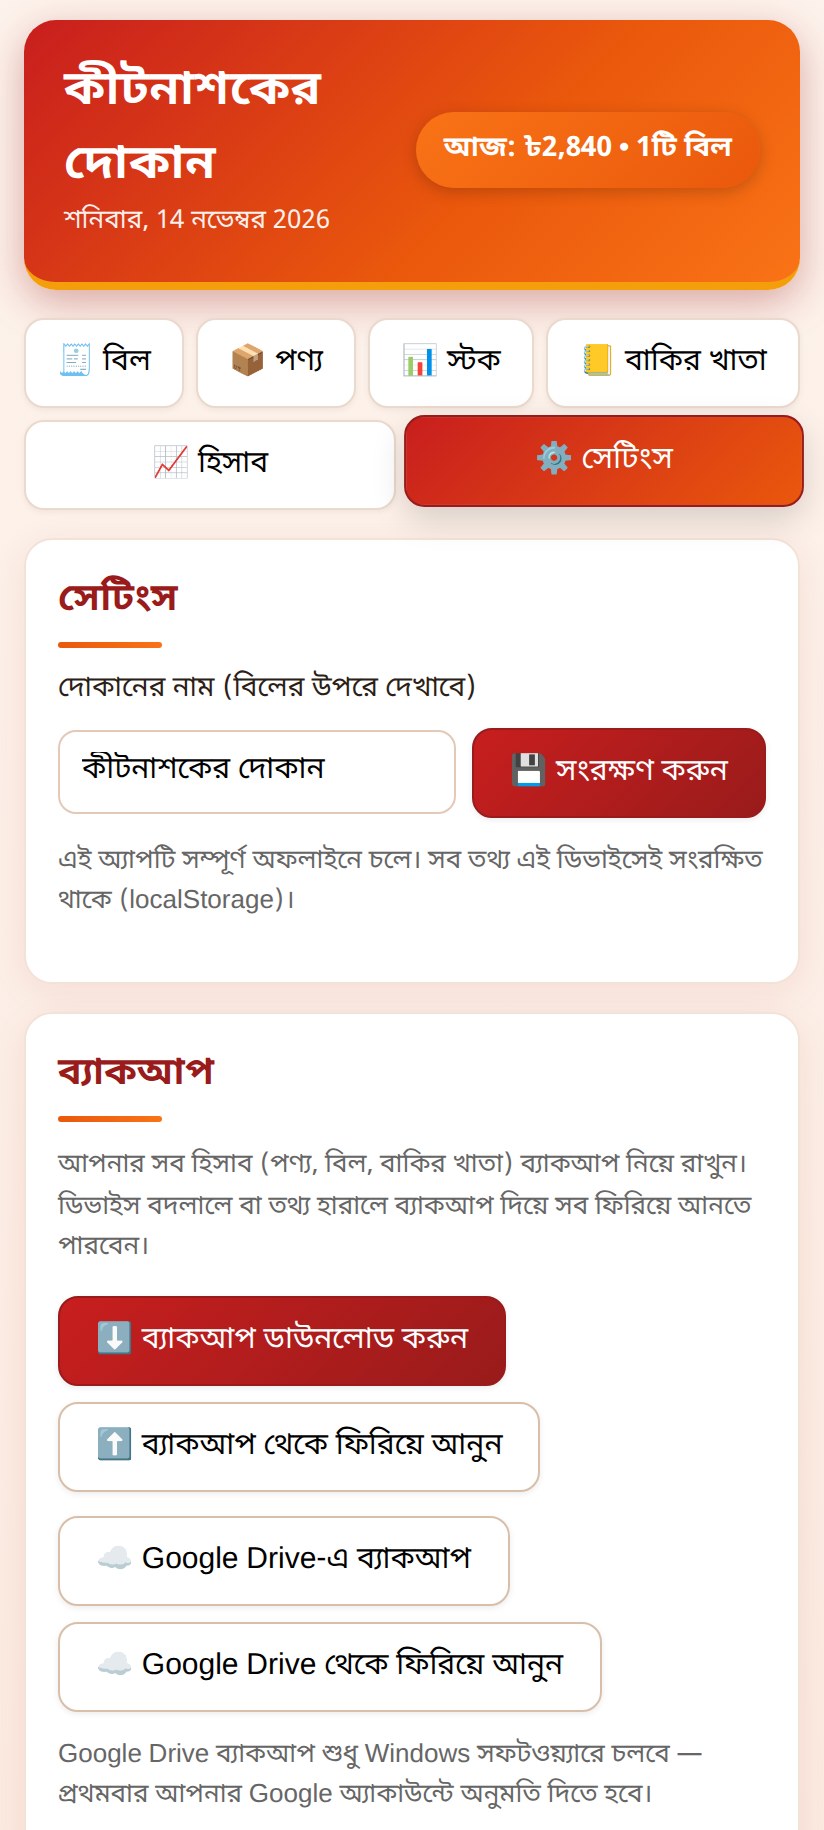 কীটনাশকের
দোকান
শনিবার, 14 নভেম্বর 2026
আজ: ৳2,840 • 1টি বিল
🧾 বিল
📦 পণ্য
📊 স্টক
📒 বাকির খাতা
📈 হিসাব
⚙️ সেটিংস
সেটিংস
দোকানের নাম (বিলের উপরে দেখাবে)
কীটনাশকের দোকান
💾 সংরক্ষণ করুন
এই অ্যাপটি সম্পূর্ণ অফলাইনে চলে। সব তথ্য এই ডিভাইসেই সংরক্ষিত
থাকে (localStorage)।
ব্যাকআপ
আপনার সব হিসাব (পণ্য, বিল, বাকির খাতা) ব্যাকআপ নিয়ে রাখুন।
ডিভাইস বদলালে বা তথ্য হারালে ব্যাকআপ দিয়ে সব ফিরিয়ে আনতে
পারবেন।
⬇️ ব্যাকআপ ডাউনলোড করুন
⬆️ ব্যাকআপ থেকে ফিরিয়ে আনুন
☁️ Google Drive-এ ব্যাকআপ
☁️ Google Drive থেকে ফিরিয়ে আনুন
Google Drive ব্যাকআপ শুধু Windows সফটওয়্যারে চলবে —
প্রথমবার আপনার Google অ্যাকাউন্টে অনুমতি দিতে হবে।